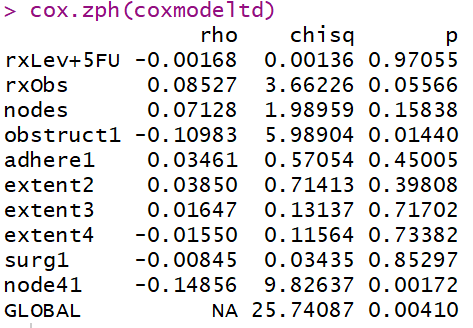 > cox.zph(coxmodeltd)
rho chisq p
rxLev+5FU -0.00168 0.00136 0.97055
rxObs 0.08527 3.66226 0.05566
nodes 0.07128 1.98959 0.15838
obstruct1 -0.10983 5.98904 0.01440
adhere1 0.03461 0.57054 0.45005
extent2 0.03850 0.71413 0.39808
extent3 0.01647 0.13137 0.71702
extent4 -0.01550 0.11564 0.73382
surg1 -0.00845 0.03435 0.85297
node41 -0.14856 9.82637 0.00172
GLOBAL NA 25.74087 0.00410